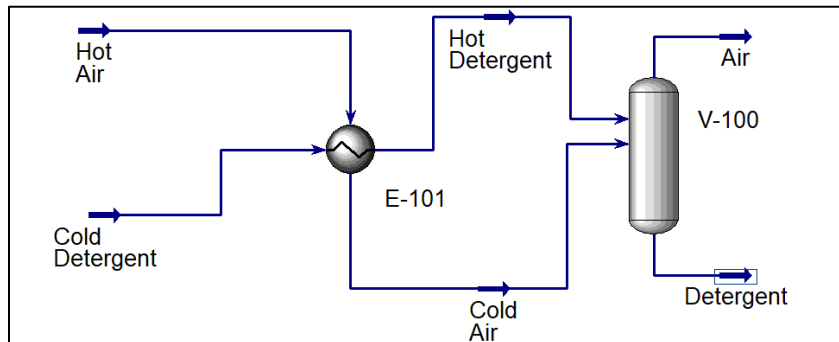 Hot
Air
Cold
Detergent
E-101
Hot
Detergent
Cold
Air
Air
V-100
Detergent